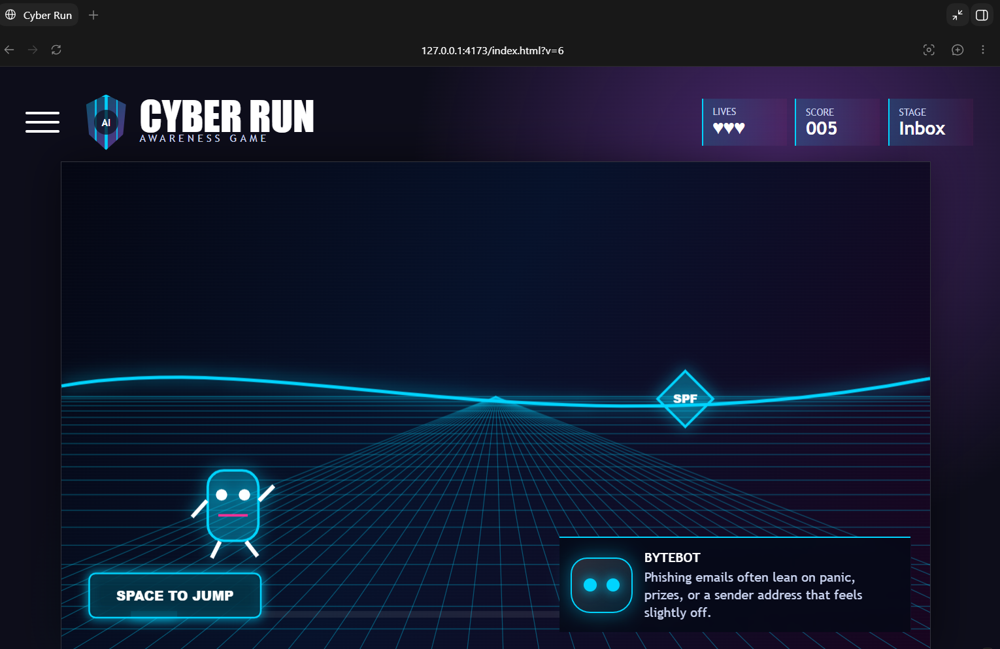 Cyber Run
127.0.0.1:4173/index.html?v=6
AI
CYBER RUN
AWARENESS GAME
LIVES
♥♥♥
SCORE
005
STAGE
Inbox
SPF
SPACE TO JUMP
BYTEBOT
Phishing emails often lean on panic,
prizes, or a sender address that feels
slightly off.